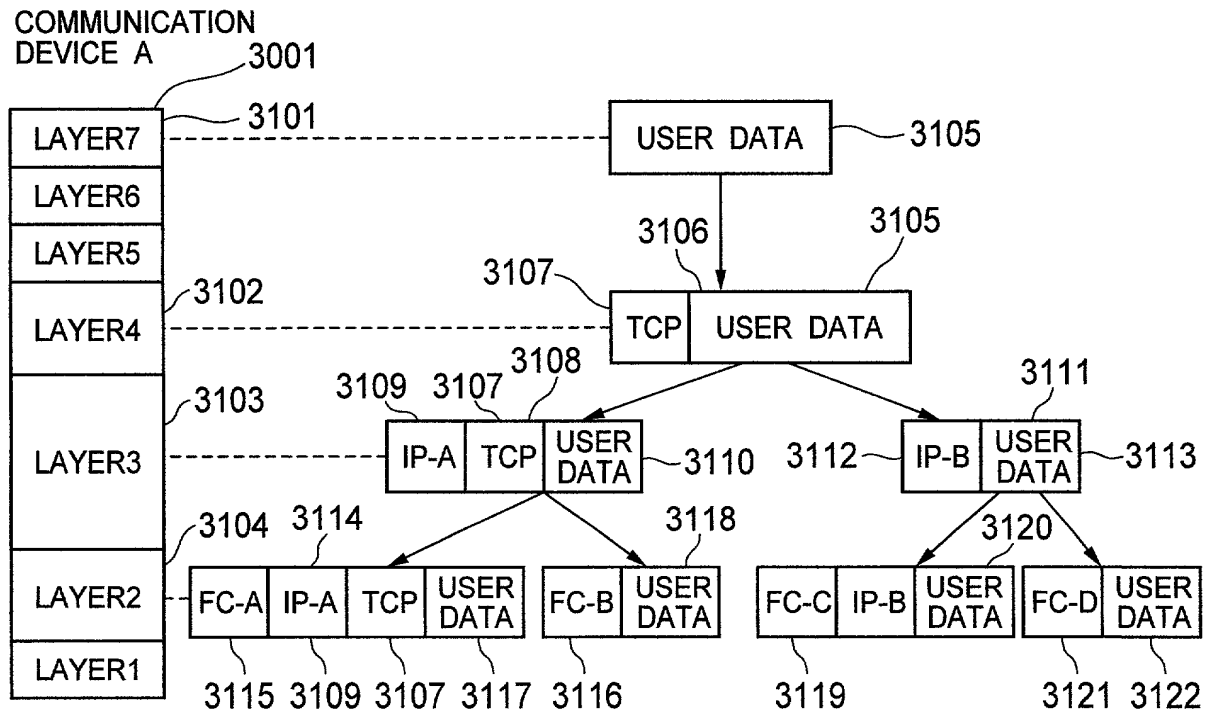 COMMUNICATION
DEVICE A
3001
3101
LAYER7
USER DATA
3105
LAYER6
LAYER5
3106
3105
3107
3102
LAYER4
TCP
USER DATA
3109
3107
3108
3111
3103
LAYER3
IP-A
TCP
USER
DATA
3110
3112
IP-B
USER
DATA
3113
3104
3114
3118
3120
LAYER2
FC-A
IP-A
TCP
USER
DATA
FC-B
USER
DATA
FC-C
IP-B
USER
DATA
FC-D
USER
DATA
LAYER1
3115
3109
3107
3117
3116
3119
3121
3122